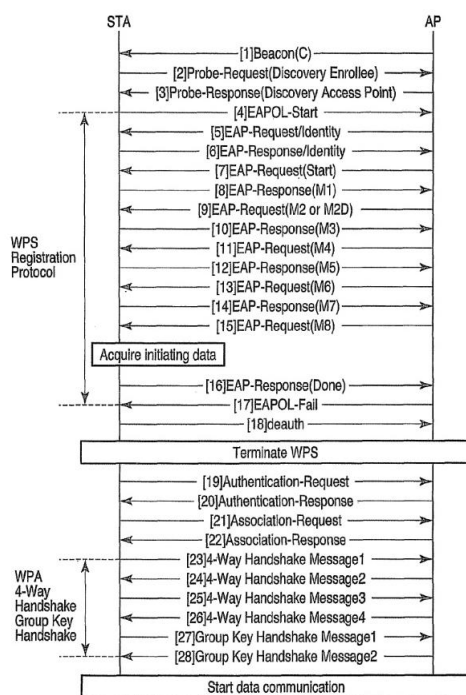 STA AP
[1]Beacon(C)
[2]Probe-Request(Discovery Enrollee)
[3]Probe-Response(Discovery Access Point)
[4]EAPOL-Start
[5]EAP-Request/Identity
[6]EAP-Response/Identity
[7]EAP-Request(Start)
[8]EAP-Response(M1)
[9]EAP-Request(M2 or M2D)
[10]EAP-Response(M3)
WPS
Registration
Protocol
[11]EAP-Request(M4)
[12]EAP-Response(M5)
[13]EAP-Request(M6)
[14]EAP-Response(M7)
[15]EAP-Request(M8)
Acquire initiating data
[16]EAP-Response(Done)
[17]EAPOL-Fail
[18]deauth
Terminate WPS
[19]Authentication-Request
[20]Authentication-Response
[21]Association-Request
[22]Association-Response
WPA
4-Way
Handshake
Group Key
Handshake
[23]4-Way Handshake Message1
[24]4-Way Handshake Message2
[25]4-Way Handshake Message3
[26]4-Way Handshake Message4
[27]Group Key Handshake Message1
[28]Group Key Handshake Message2
Start data communication